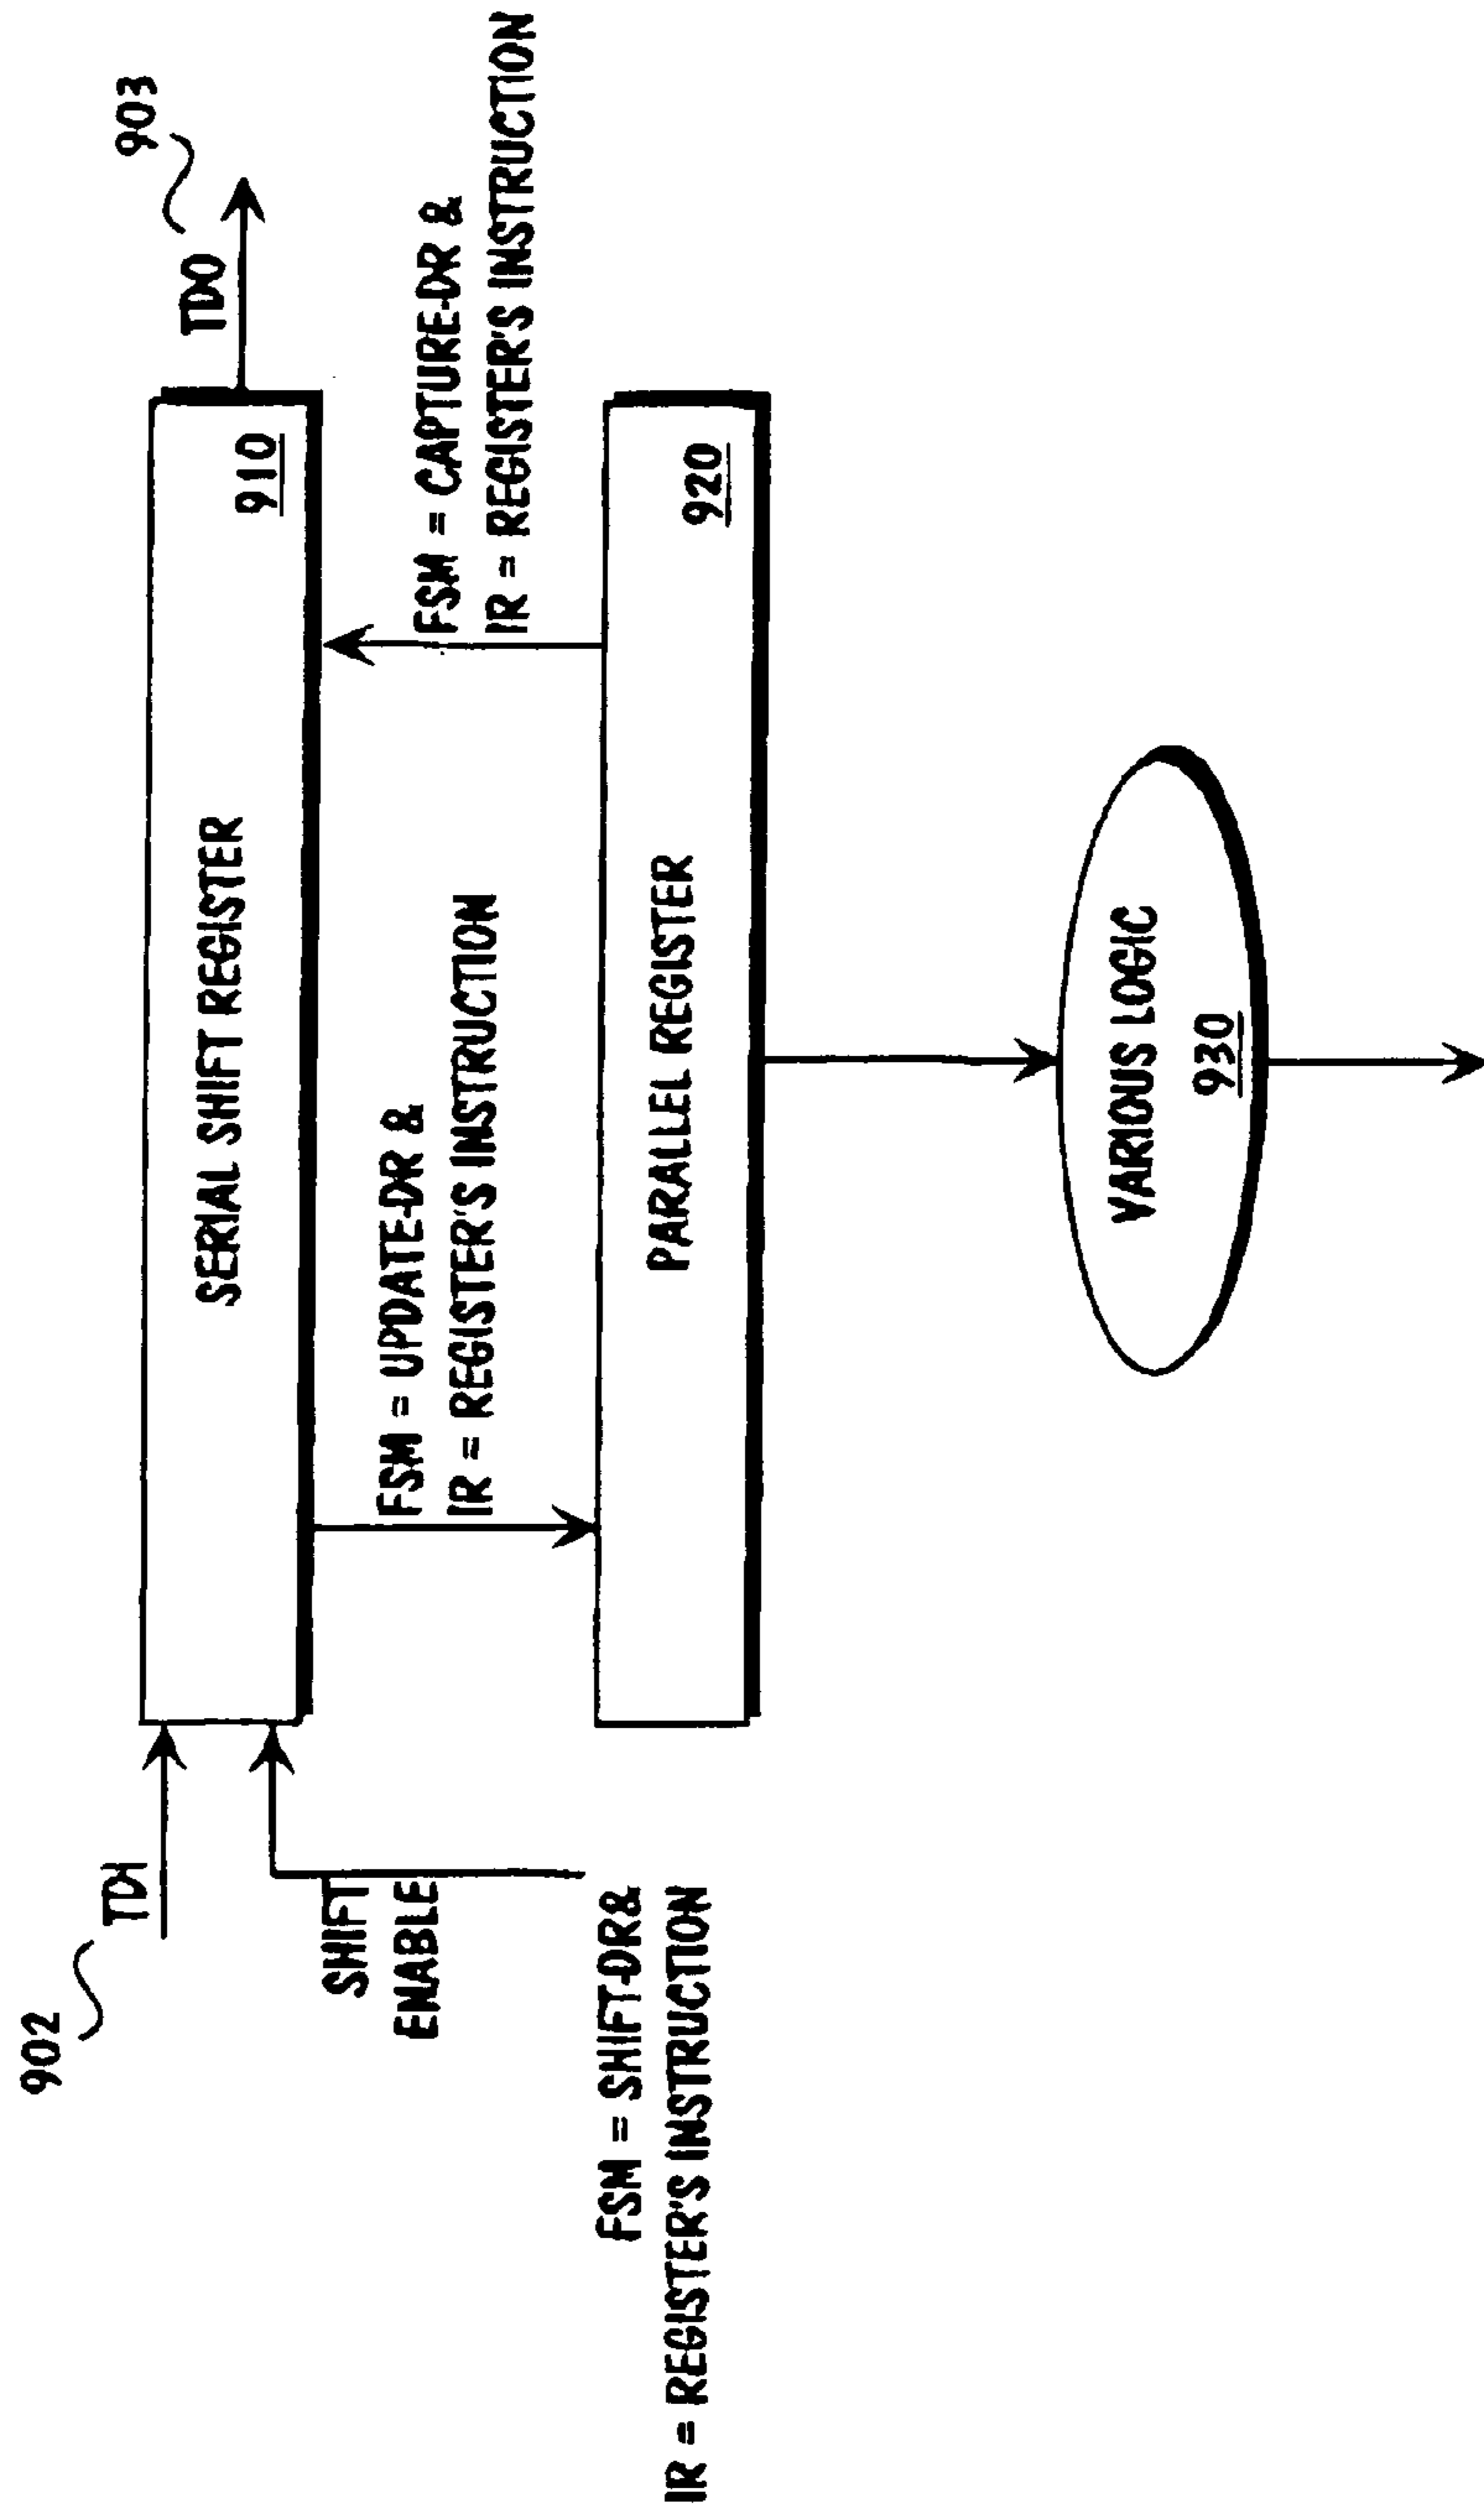 902
TDI
SERIAL SHIFT REGISTER
910
TDO
903
SHIFT
ENABLE
FSM = UPDATE-DR &
IR = REGISTER'S INSTRUCTION
FSM = CAPTURE-DR &
IR = REGISTER'S INSTRUCTION
FSM = SHIFT-DR&
IR = REGISTER'S INSTRUCTION
PARALLEL REGISTER
920
VARIOUS LOGIC
930